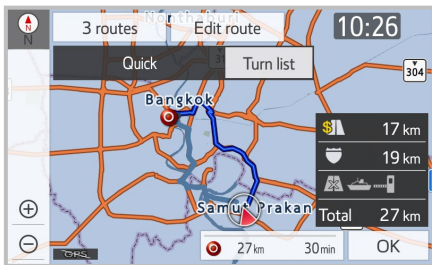 N
3 routes
Edit route
Nonthaburi
10:26
Quick
Turn list
304
Bangkok
$
17 km
19 km
Samut Prakan
Total 27 km
GPS
27 km 30 min
OK